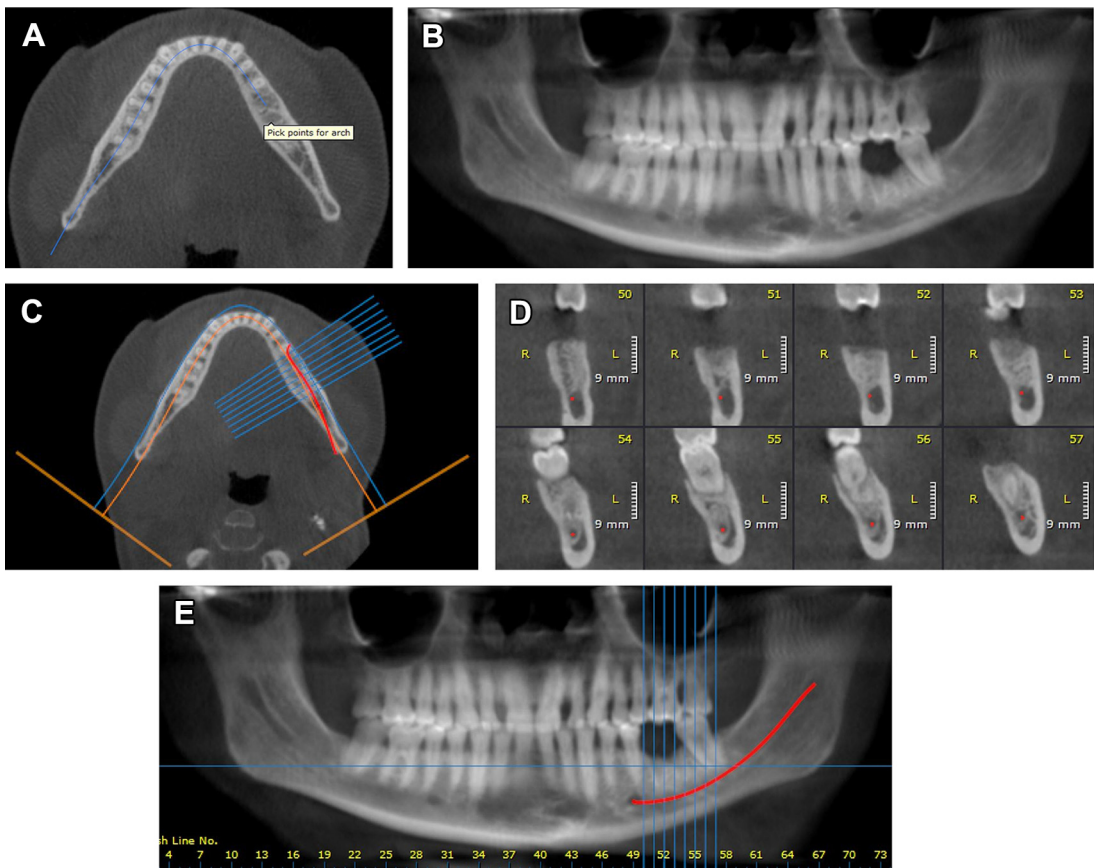 A
B
Pick points for arch
C
D
50
51
52
53
R L
R L
R L
R L
9 mm
9 mm
9 mm
9 mm
54
55
56
57
R L
R L
R L
R L
9 mm
9 mm
9 mm
9 mm
E
sh Line No.
4 7 10 13 16 19 22 25 28 31 34 37 40 43 46 49 52 55 58 61 64 67 70 73